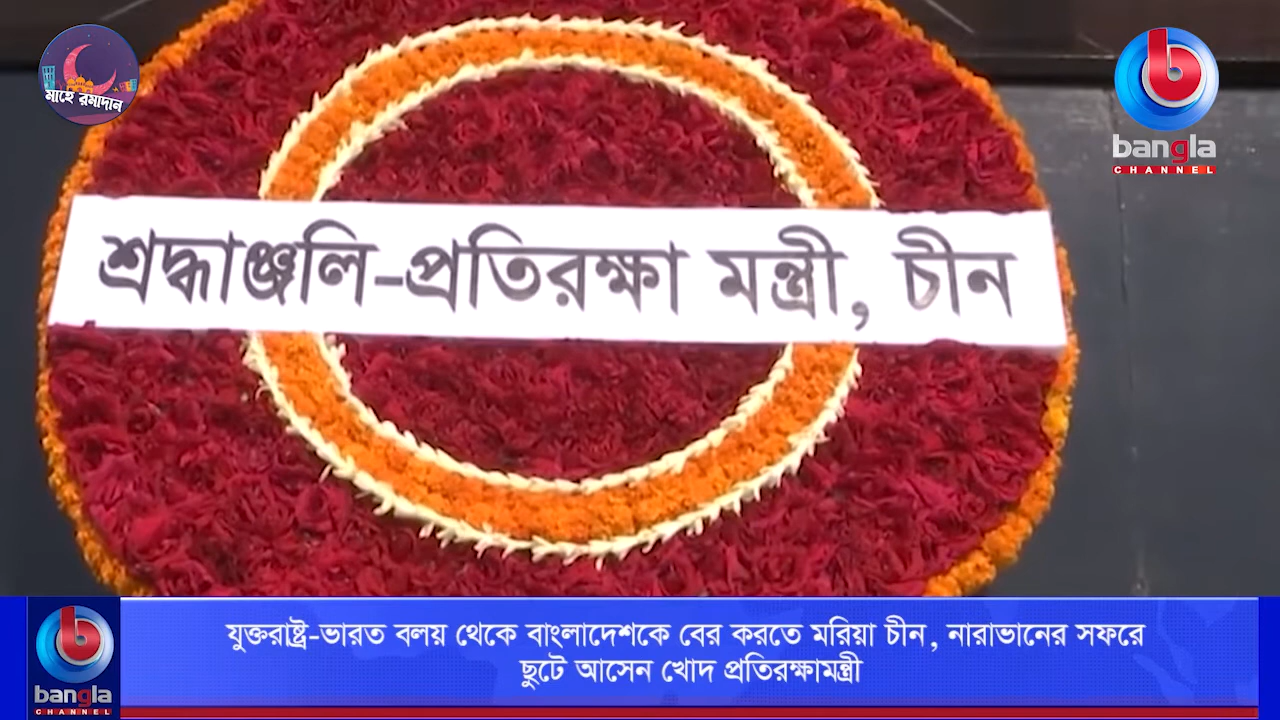 মাহে রমাদান
bangla
CHANNEL
শ্রদ্ধাঞ্জলি-প্রতিরক্ষা মন্ত্রী, চীন
যুক্তরাষ্ট্র-ভারত বলয় থেকে বাংলাদেশকে বের করতে মরিয়া চীন, নারাভানের সফরে
ছুটে আসেন খোদ প্রতিরক্ষামন্ত্রী
bangla
CHANNEL